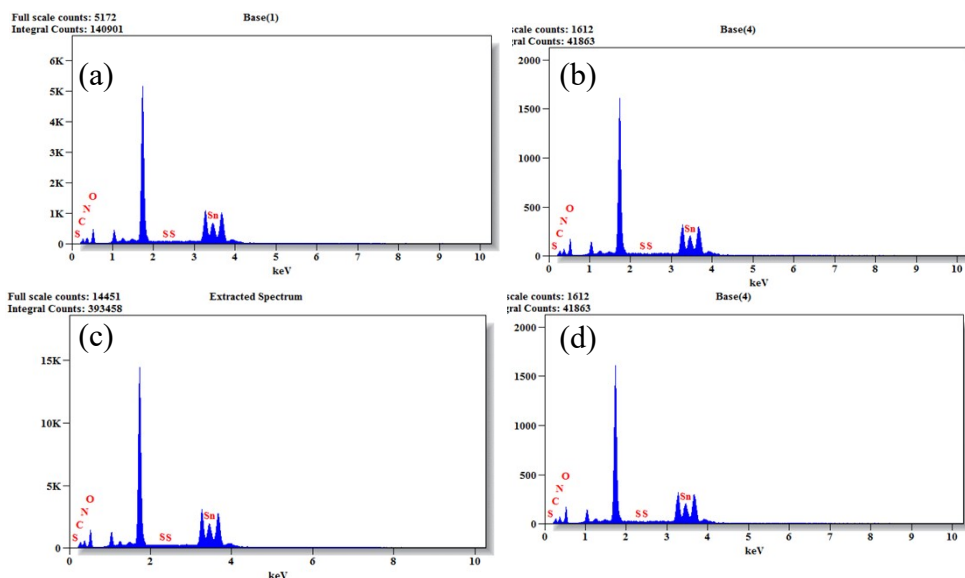 Full scale counts: 5172
Base(1)
Integral Counts: 140901
(a)
6K
5K
4K
3K
2K
1K
0
O
N
C
S
S S
Sn
0 1 2 3 4 5 6 7 8 9 10
keV
scale counts: 1612
Base(4)
gral Counts: 41863
(b)
2000
1500
1000
500
0
O
N
C
S
S S
Sn
0 1 2 3 4 5 6 7 8 9 10
keV
Full scale counts: 14451
Extracted Spectrum
Integral Counts: 393458
(c)
15K
10K
5K
0
O
N
C
S
S S
Sn
0 2 4 6 8 10
keV
scale counts: 1612
Base(4)
gral Counts: 41863
(d)
2000
1500
1000
500
0
O
N
C
S
S S
Sn
0 1 2 3 4 5 6 7 8 9 10
keV